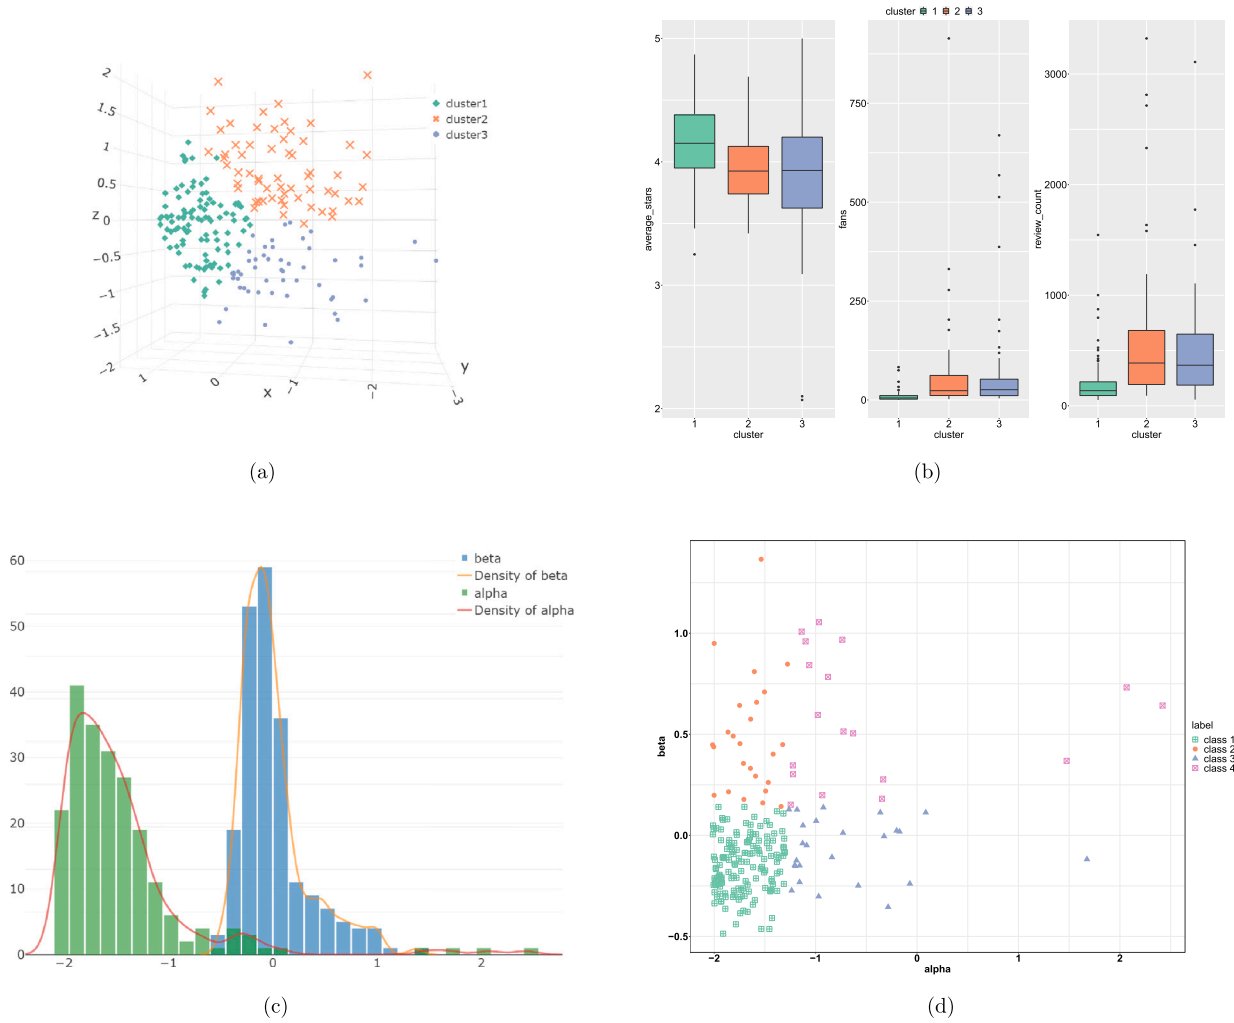 cluster1
cluster2
cluster3
2
1.5
1
0.5
z 0
−0.5
−1
−1.5
−2
1
0
x
−1
−2
y
−3
(a)
cluster 1 2 3
5
4
3
2
average_stars
1 2 3
cluster
750
500
250
0
fans
1 2 3
cluster
3000
2000
1000
0
review_count
1 2 3
cluster
(b)
beta
Density of beta
alpha
Density of alpha
60
50
40
30
20
10
0
−2 −1 0 1 2
(c)
1.0
0.5
0.0
−0.5
beta
−2 −1 0 1 2
alpha
label
class 1
class 2
class 3
class 4
(d)